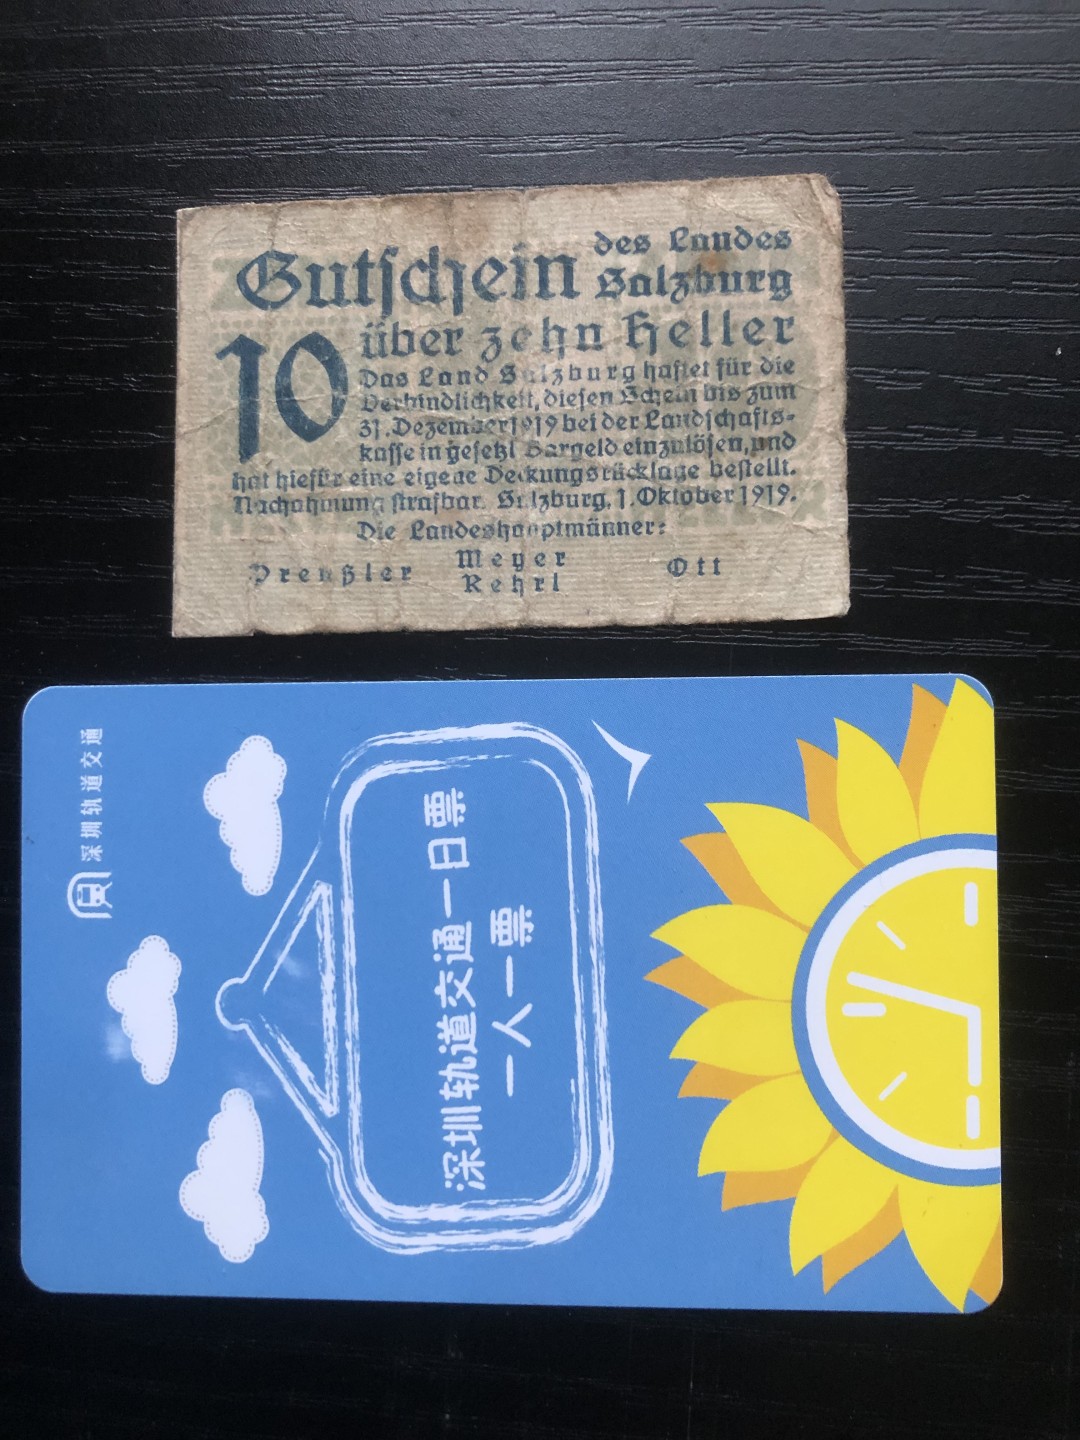 Gutschein
des Landes
Salzburg
10
über zehn Heller
Das Land Salzburg haftet für die
Verbindlichkeit, diesen Schein bis zum
31. Dezember 1919 bei der Landschafts-
kasse in gesetzl Bargeld einzulösen, und
hat hiefür eine eigene Deckungsrücklage bestellt.
Nachahmung strafbar. Salzburg, 1. Oktober 1919.
Die Landeshauptmänner:
Preußler
Meyer
Rehrl
Ott
深圳轨道交通
深圳轨道交通一日票
一人一票